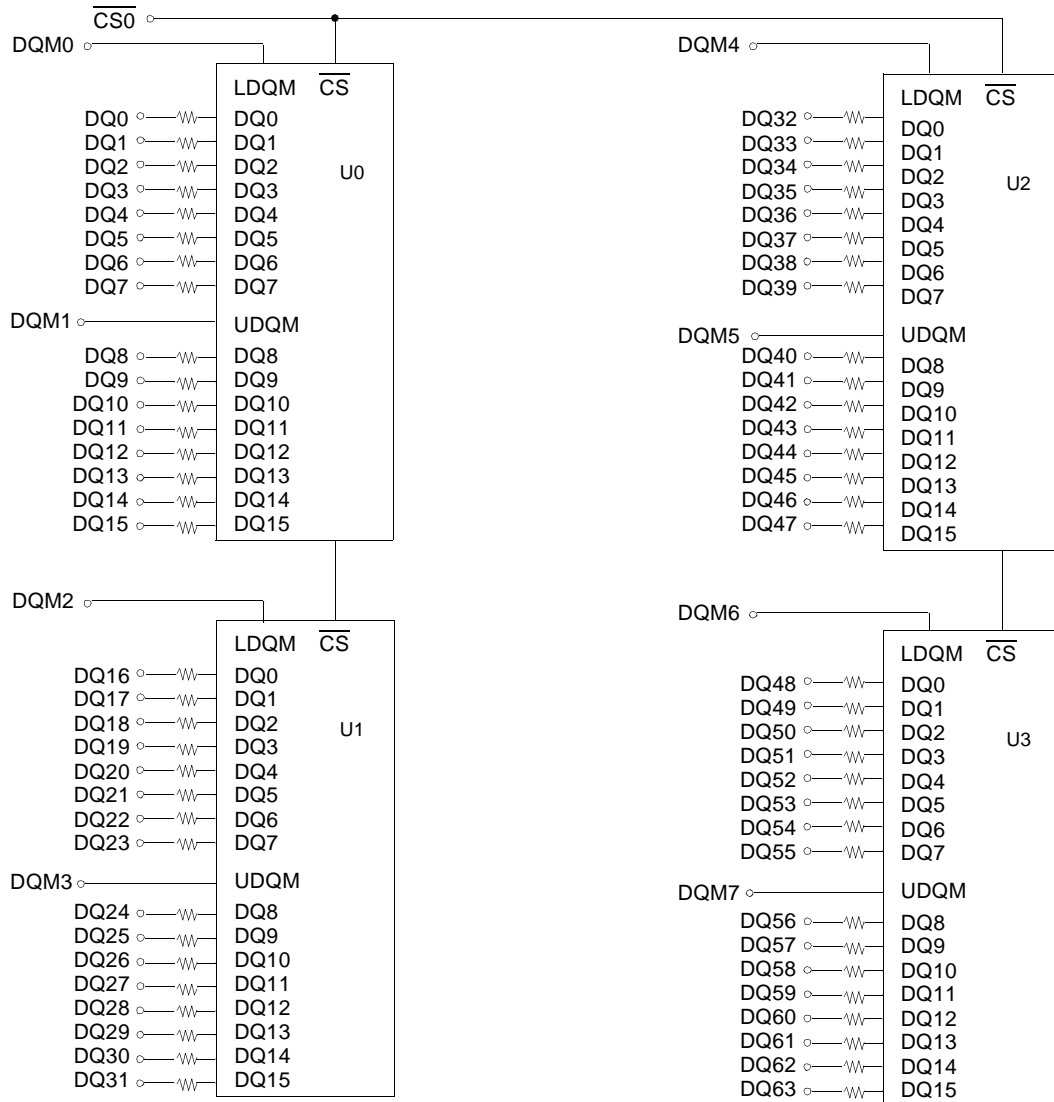 CS0
DQM0
LDQM CS
DQ0 DQ0
DQ1 DQ1
DQ2 DQ2
U0
DQ3 DQ3
DQ4 DQ4
DQ5 DQ5
DQ6 DQ6
DQ7 DQ7
DQM1 UDQM
DQ8 DQ8
DQ9 DQ9
DQ10 DQ10
DQ11 DQ11
DQ12 DQ12
DQ13 DQ13
DQ14 DQ14
DQ15 DQ15
DQM2
LDQM CS
DQ16 DQ0
DQ17 DQ1
DQ18 DQ2
U1
DQ19 DQ3
DQ20 DQ4
DQ21 DQ5
DQ22 DQ6
DQ23 DQ7
DQM3 UDQM
DQ24 DQ8
DQ25 DQ9
DQ26 DQ10
DQ27 DQ11
DQ28 DQ12
DQ29 DQ13
DQ30 DQ14
DQ31 DQ15
DQM4
LDQM CS
DQ32 DQ0
DQ33 DQ1
DQ34 DQ2
U2
DQ35 DQ3
DQ36 DQ4
DQ37 DQ5
DQ38 DQ6
DQ39 DQ7
DQM5 UDQM
DQ40 DQ8
DQ41 DQ9
DQ42 DQ10
DQ43 DQ11
DQ44 DQ12
DQ45 DQ13
DQ46 DQ14
DQ47 DQ15
DQM6
LDQM CS
DQ48 DQ0
DQ49 DQ1
DQ50 DQ2
U3
DQ51 DQ3
DQ52 DQ4
DQ53 DQ5
DQ54 DQ6
DQ55 DQ7
DQM7 UDQM
DQ56 DQ8
DQ57 DQ9
DQ58 DQ10
DQ59 DQ11
DQ60 DQ12
DQ61 DQ13
DQ62 DQ14
DQ63 DQ15